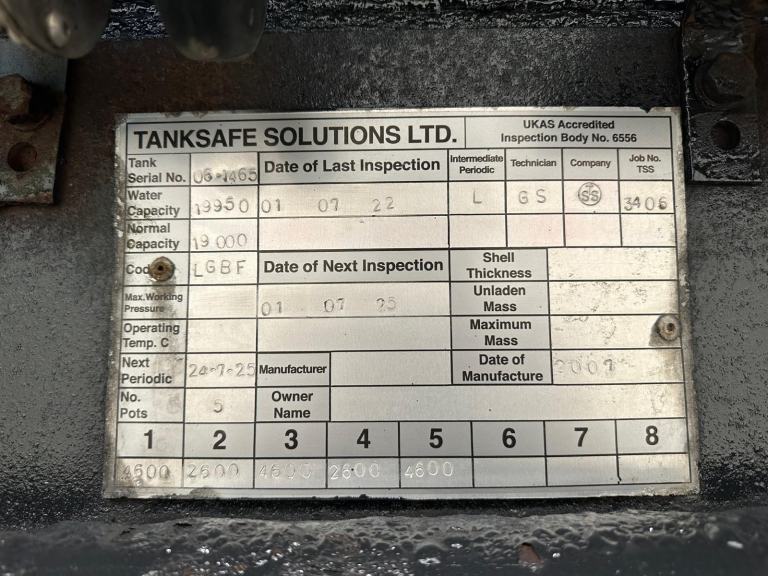 TANKSAFE SOLUTIONS LTD.
UKAS Accredited
Inspection Body No. 6556
Tank
Serial No. 06-1465
Date of Last Inspection
Intermediate
Periodic
Technician
Company
Job No.
TSS
Water
Capacity 19950
01 07 22
L
GS
TSS
3406
Normal
Capacity 19 000
Code LGBF
Date of Next Inspection
Shell
Thickness
Max.Working
Pressure
01 07 25
Unladen
Mass
Operating
Temp. C
Maximum
Mass
Next
Periodic 24-7-25
Manufacturer
Date of
Manufacture 2007
No.
Pots 5
Owner
Name
1 2 3 4 5 6 7 8
4600 2600 4600 2600 4600